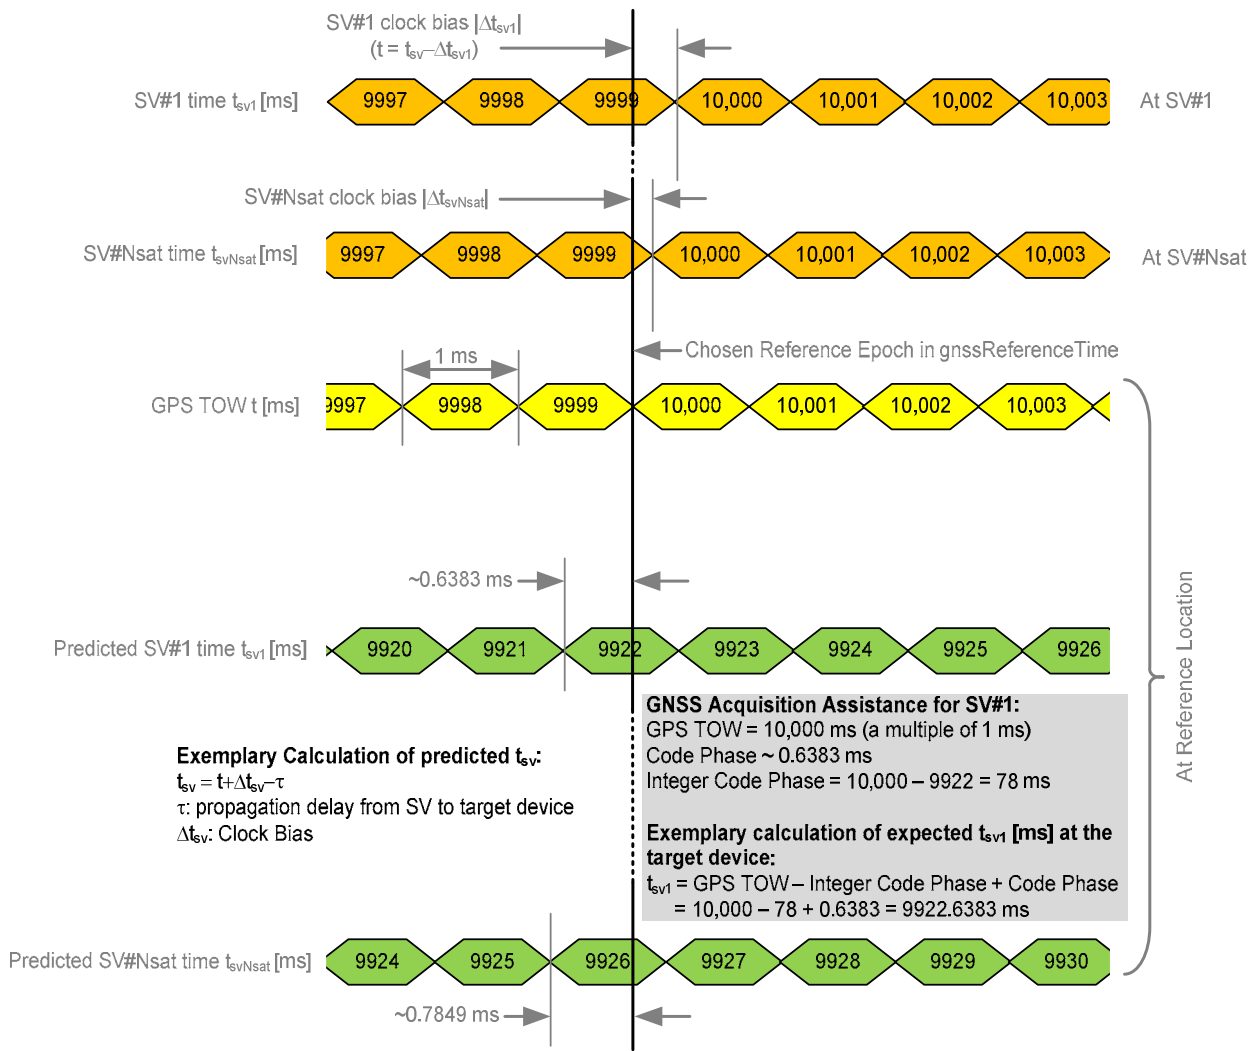 SV#1 clock bias |Δtsv1|
(t = tsv–Δtsv1)
SV#1 time tsv1 [ms]
9997 9998 9999 10,000 10,001 10,002 10,003
At SV#1
SV#Nsat clock bias |ΔtsvNsat|
SV#Nsat time tsvNsat [ms]
9997 9998 9999 10,000 10,001 10,002 10,003
At SV#Nsat
1 ms
Chosen Reference Epoch in gnssReferenceTime
GPS TOW t [ms]
9997 9998 9999 10,000 10,001 10,002 10,003
~0.6383 ms
Predicted SV#1 time tsv1 [ms]
9920 9921 9922 9923 9924 9925 9926
At Reference Location
Exemplary Calculation of predicted tsv:
tsv = t+Δtsv–τ
τ: propagation delay from SV to target device
Δtsv: Clock Bias
GNSS Acquisition Assistance for SV#1:
GPS TOW = 10,000 ms (a multiple of 1 ms)
Code Phase ~ 0.6383 ms
Integer Code Phase = 10,000 – 9922 = 78 ms
Exemplary calculation of expected tsv1 [ms] at the
target device:
tsv1 = GPS TOW – Integer Code Phase + Code Phase
= 10,000 – 78 + 0.6383 = 9922.6383 ms
Predicted SV#Nsat time tsvNsat [ms]
9924 9925 9926 9927 9928 9929 9930
~0.7849 ms